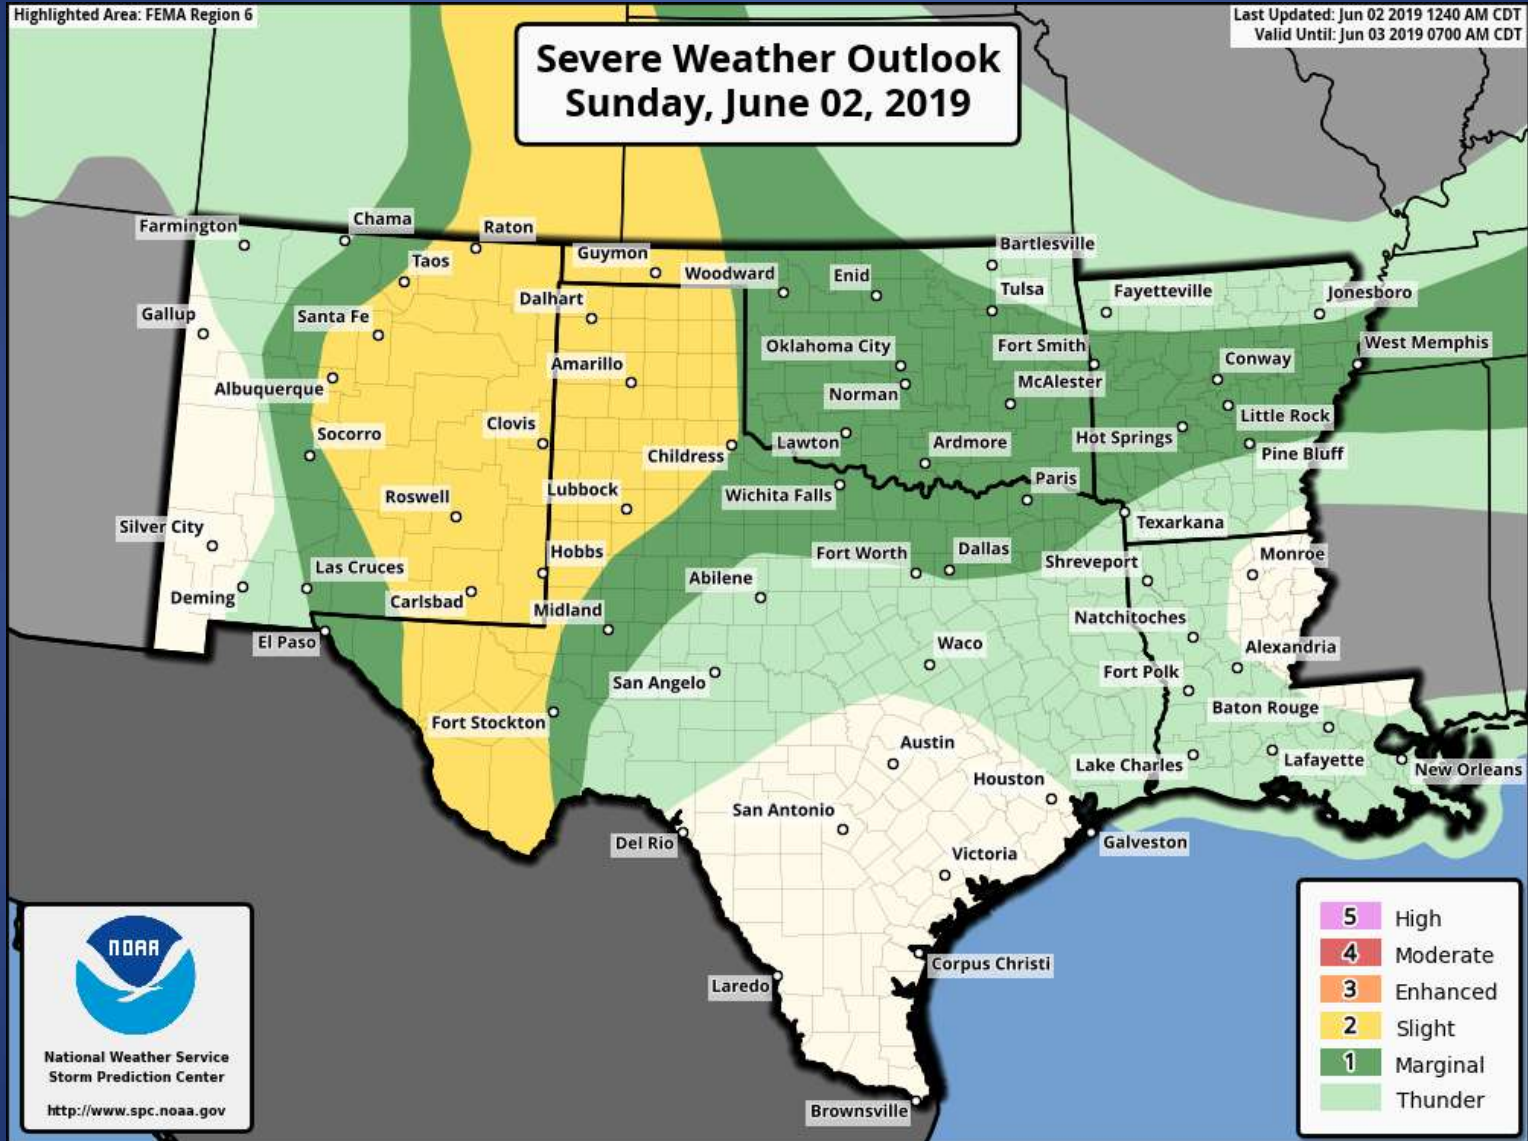 Highlighted Area: FEMA Region 6
Last Updated: Jun 02 2019 1240 AM CDT
Valid Until: Jun 03 2019 0700 AM CDT
Severe Weather Outlook
Sunday, June 02, 2019
Farmington
Chama
Raton
Taos
Guymon
Woodward
Enid
Bartlesville
Tulsa
Fayetteville
Jonesboro
Gallup
Santa Fe
Dalhart
Oklahoma City
Fort Smith
West Memphis
Conway
Albuquerque
Amarillo
Norman
McAlester
Little Rock
Socorro
Clovis
Childress
Lawton
Ardmore
Hot Springs
Pine Bluff
Roswell
Lubbock
Wichita Falls
Paris
Silver City
Texarkana
Hobbs
Fort Worth
Dallas
Shreveport
Monroe
Las Cruces
Abilene
Deming
Carlsbad
Midland
Natchitoches
El Paso
Waco
Alexandria
San Angelo
Fort Polk
Fort Stockton
Baton Rouge
Austin
Houston
Lake Charles
Lafayette
New Orleans
San Antonio
Del Rio
Galveston
Victoria
Corpus Christi
Laredo
Brownsville
NOAA
National Weather Service
Storm Prediction Center
http://www.spc.noaa.gov
5 High
4 Moderate
3 Enhanced
2 Slight
1 Marginal
Thunder